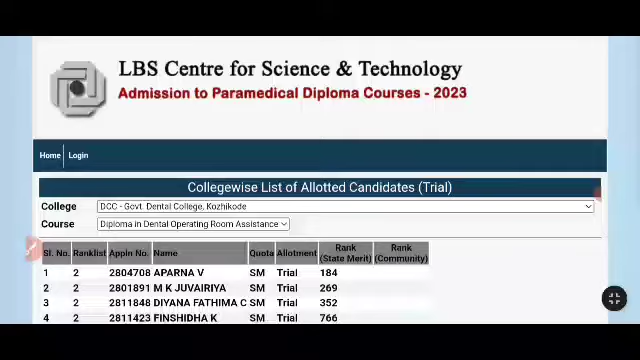 LBS Centre for Science & Technology
Admission to Paramedical Diploma Courses - 2023
Home Login
Collegewise List of Allotted Candidates (Trial)
College DCC - Govt. Dental College, Kozhikode
Course Diploma in Dental Operating Room Assistance
Sl. No. Ranklist Appln No. Name Quota Allotment Rank (State Merit) Rank (Community)
1 2 2804708 APARNA V SM Trial 184
2 2 2801891 M K JUVAIRIYA SM Trial 269
3 2 2811848 DIYANA FATHIMA C SM Trial 352
4 2 2811423 FINSHIDHA K SM Trial 766